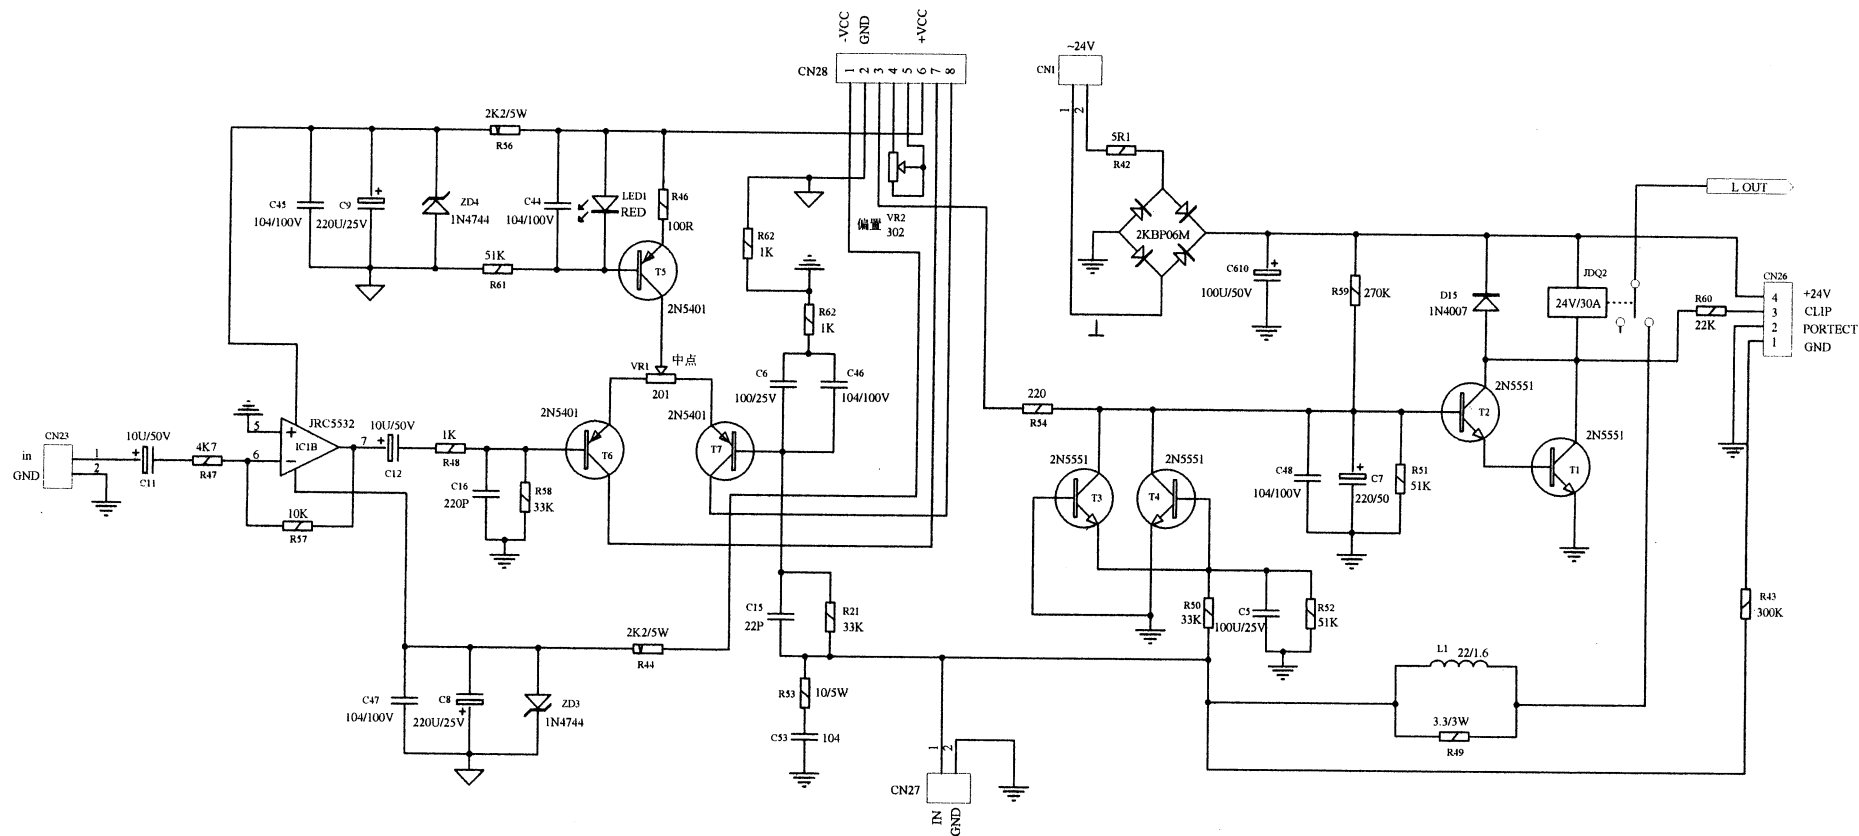 -VCC
GND
+VCC
CN28
1 2 3 4 5 6 7 8
~24V
CN1
1
2
5R1
R42
2K2/5W
R56
C45
104/100V
C9
+
220U/25V
ZD4
1N4744
C44
104/100V
LED1
RED
R46
100R
51K
R61
T5
2N5401
R62
1K
偏置
VR2
302
R62
1K
2KBP06M
C610
+
100U/50V
R59
270K
D15
1N4007
JDQ2
24V/30A
L OUT
CN26
4 +24V
3 CLIP
2 PORTECT
1 GND
R60
22K
VR1
中点
201
C6
100/25V
C46
104/100V
2N5401
T6
2N5401
T7
CN23
in
GND
1
2
10U/50V
+
C11
4K7
R47
5
6
7
+
-
JRC5532
IC1B
10K
R57
10U/50V
+
C12
1K
R48
C16
220P
R58
33K
220
R54
2N5551
T3
2N5551
T4
C48
104/100V
+
C7
220/50
R51
51K
2N5551
T2
2N5551
T1
C15
22P
R21
33K
R50
33K
C5
100U/25V
R52
51K
R43
300K
2K2/5W
R44
C47
104/100V
C8
+
220U/25V
ZD3
1N4744
R53
10/5W
C53
104
L1 22/1.6
3.3/3W
R49
1
2
CN27
IN
GND